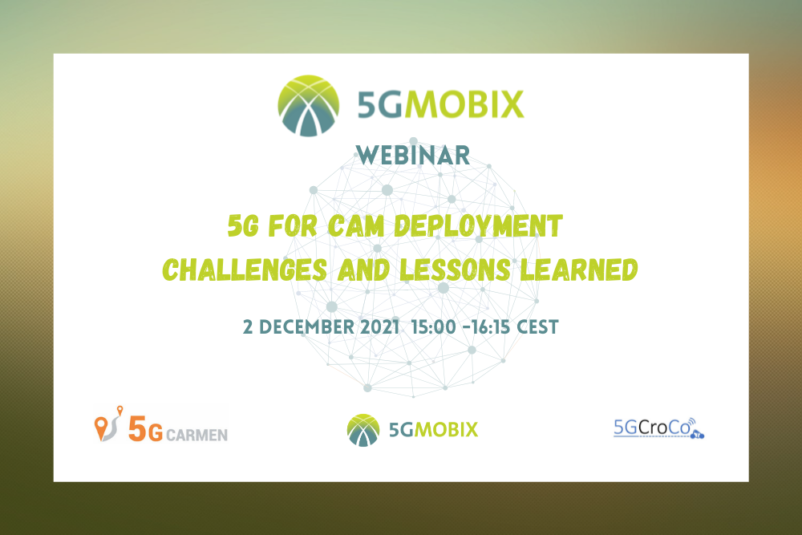 5GMOBIX
WEBINAR
5G FOR CAM DEPLOYMENT
CHALLENGES AND LESSONS LEARNED
2 DECEMBER 2021 15:00 -16:15 CEST
5G CARMEN
5GMOBIX
5GCroCo